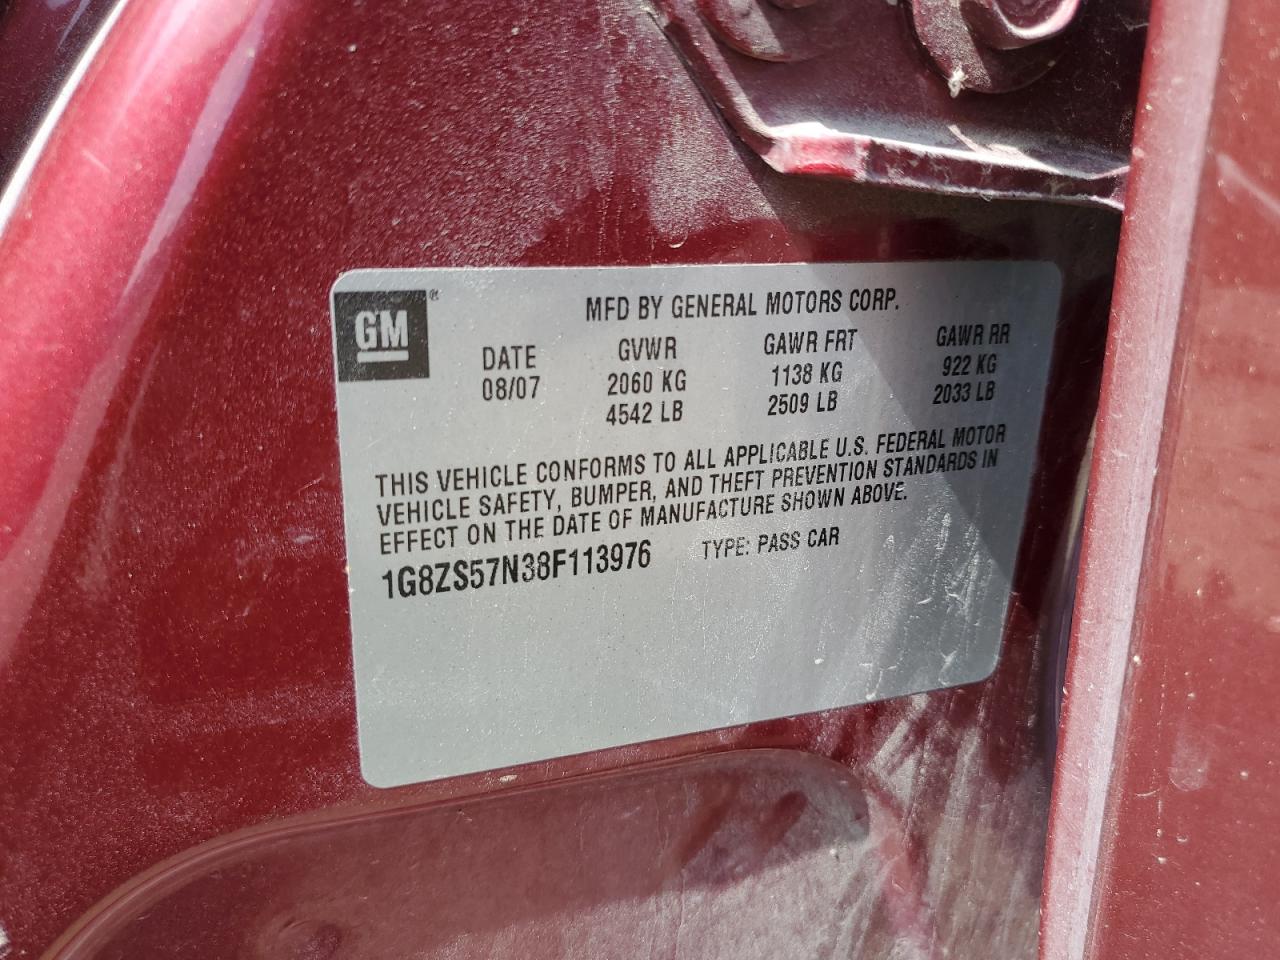 GM®
MFD BY GENERAL MOTORS CORP.
DATE GVWR GAWR FRT GAWR RR
08/07 2060 KG 1138 KG 922 KG
4542 LB 2509 LB 2033 LB
THIS VEHICLE CONFORMS TO ALL APPLICABLE U.S. FEDERAL MOTOR
VEHICLE SAFETY, BUMPER, AND THEFT PREVENTION STANDARDS IN
EFFECT ON THE DATE OF MANUFACTURE SHOWN ABOVE.
1G8ZS57N38F113976 TYPE: PASS CAR